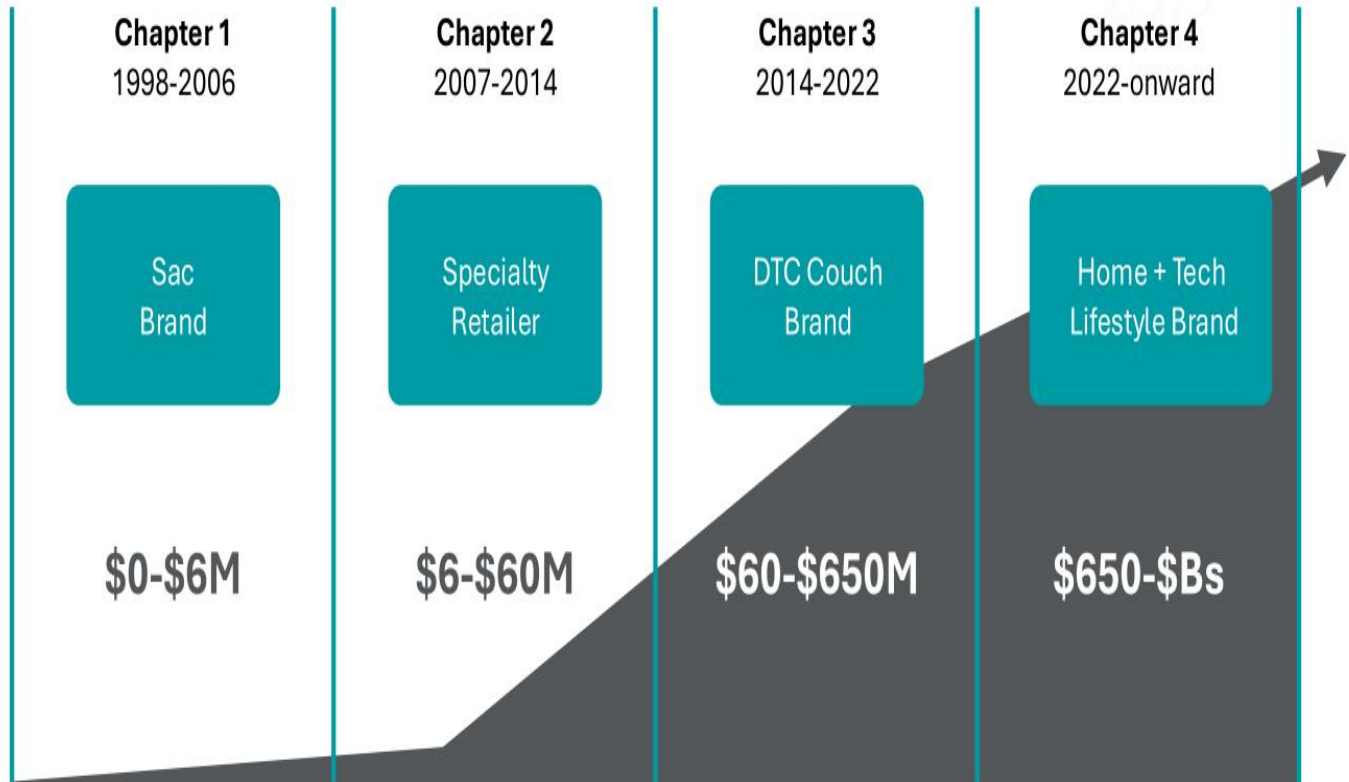 Chapter 1
1998-2006
Chapter 2
2007-2014
Chapter 3
2014-2022
Chapter 4
2022-onward
Sac
Brand
Specialty
Retailer
DTC Couch
Brand
Home + Tech
Lifestyle Brand
$0-$6M
$6-$60M
$60-$650M
$650-$Bs